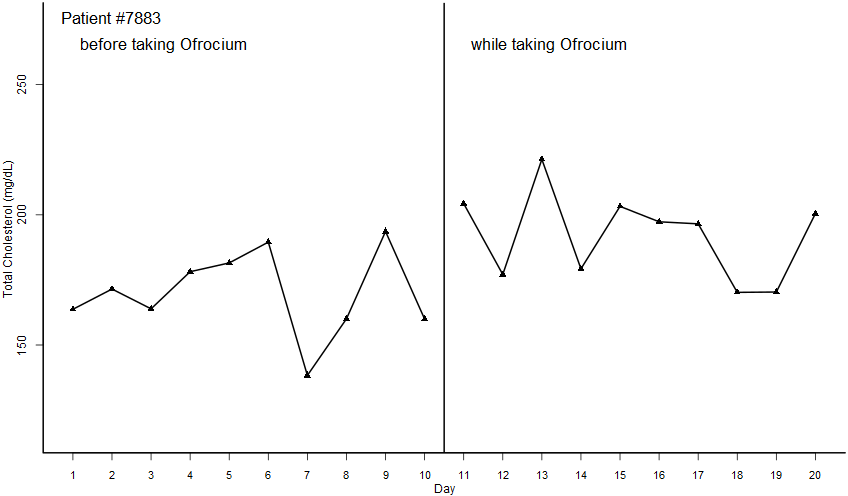 Patient #7883
before taking Ofrocium
while taking Ofrocium
Total Cholesterol (mg/dL)
250
200
150
1 2 3 4 5 6 7 8 9 10 11 12 13 14 15 16 17 18 19 20
Day